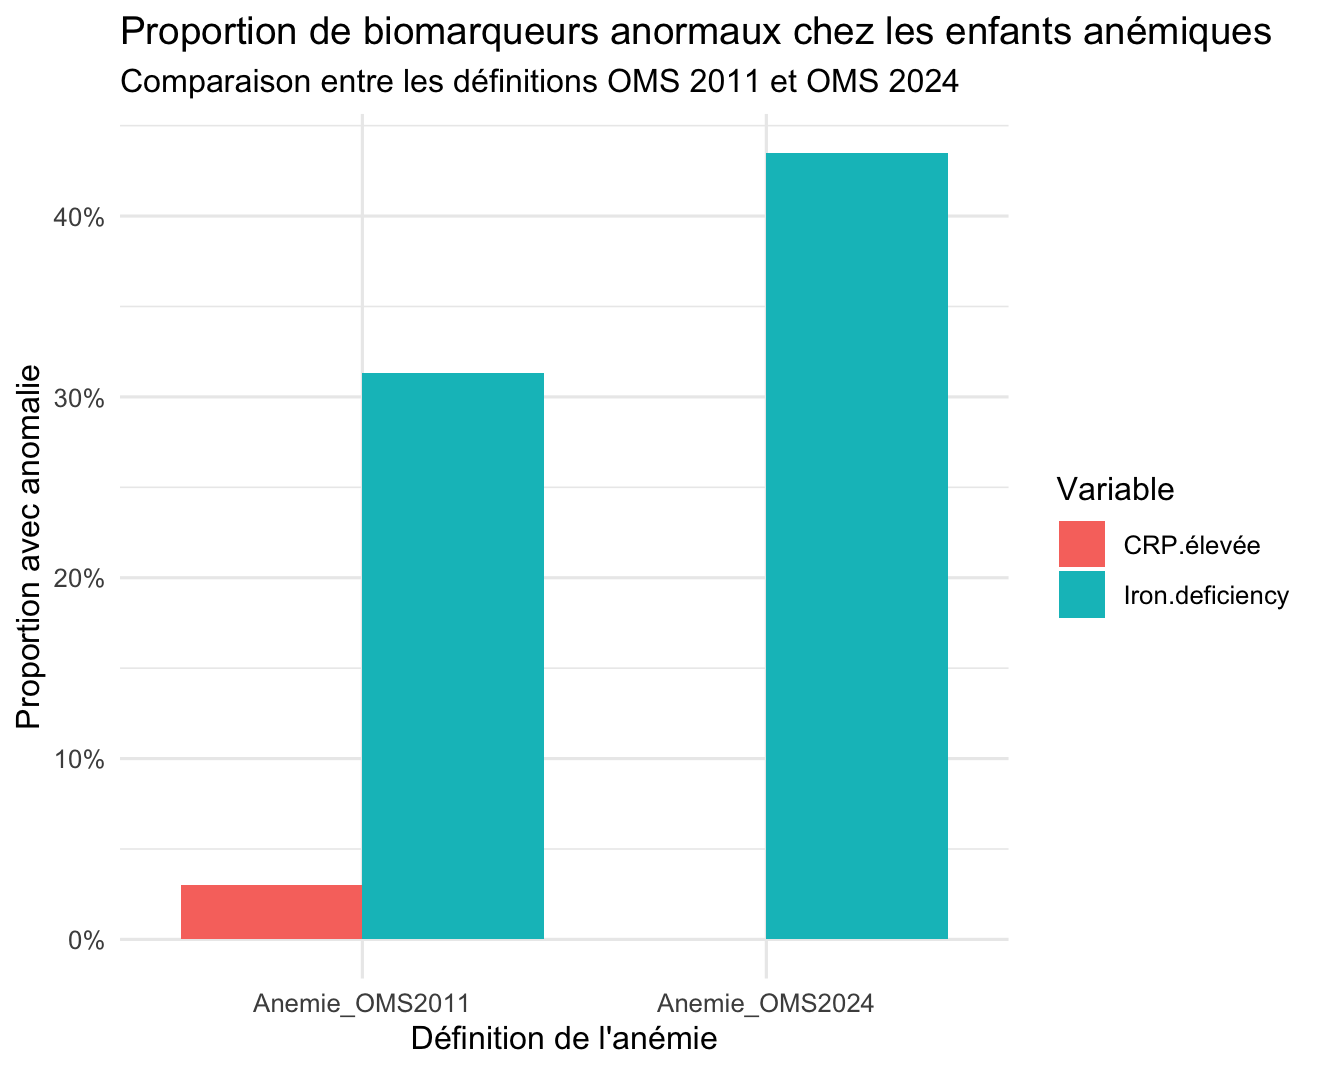 Proportion de biomarqueurs anormaux chez les enfants anémiques
Comparaison entre les définitions OMS 2011 et OMS 2024
Proportion avec anomalie
40%
30%
20%
10%
0%
Anemie_OMS2011
Anemie_OMS2024
Définition de l'anémie
Variable
CRP.élevée
Iron.deficiency